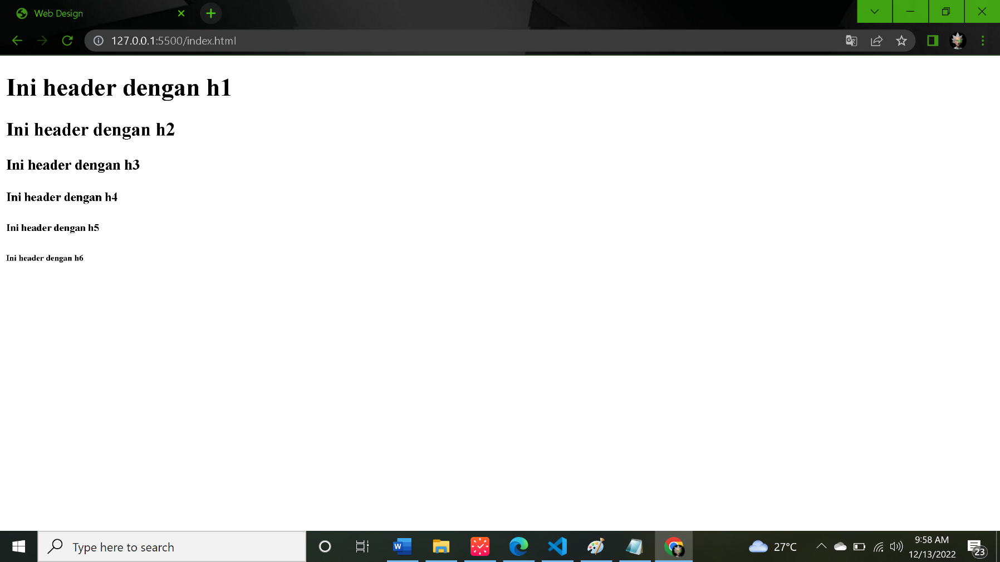 Web Design
127.0.0.1:5500/index.html
Ini header dengan h1
Ini header dengan h2
Ini header dengan h3
Ini header dengan h4
Ini header dengan h5
Ini header dengan h6
Type here to search
27°C
9:58 AM
12/13/2022
23